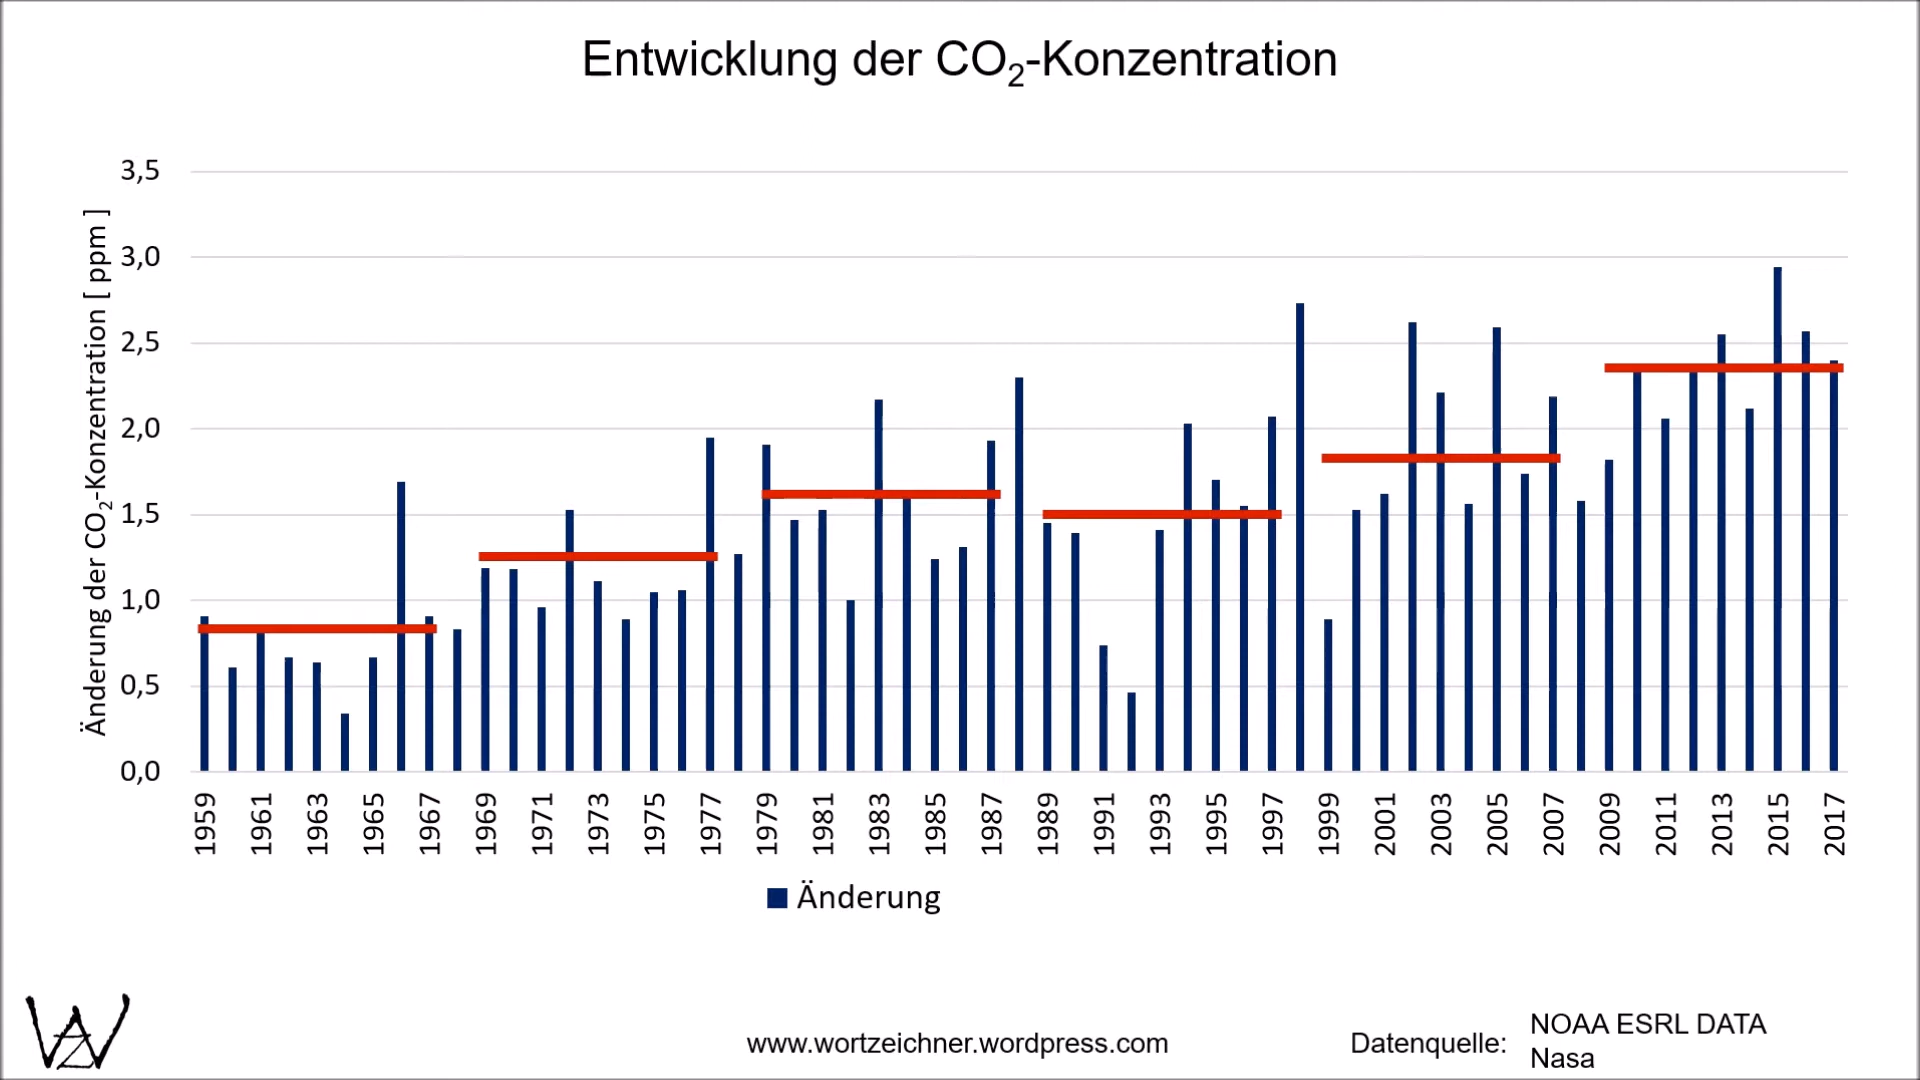 Entwicklung der CO₂-Konzentration
Änderung der CO₂-Konzentration [ ppm ]
3,5
3,0
2,5
2,0
1,5
1,0
0,5
0,0
1959 1961 1963 1965 1967 1969 1971 1973 1975 1977 1979 1981 1983 1985 1987 1989 1991 1993 1995 1997 1999 2001 2003 2005 2007 2009 2011 2013 2015 2017
Änderung
www.wortzeichner.wordpress.com
Datenquelle:
NOAA ESRL DATA
Nasa